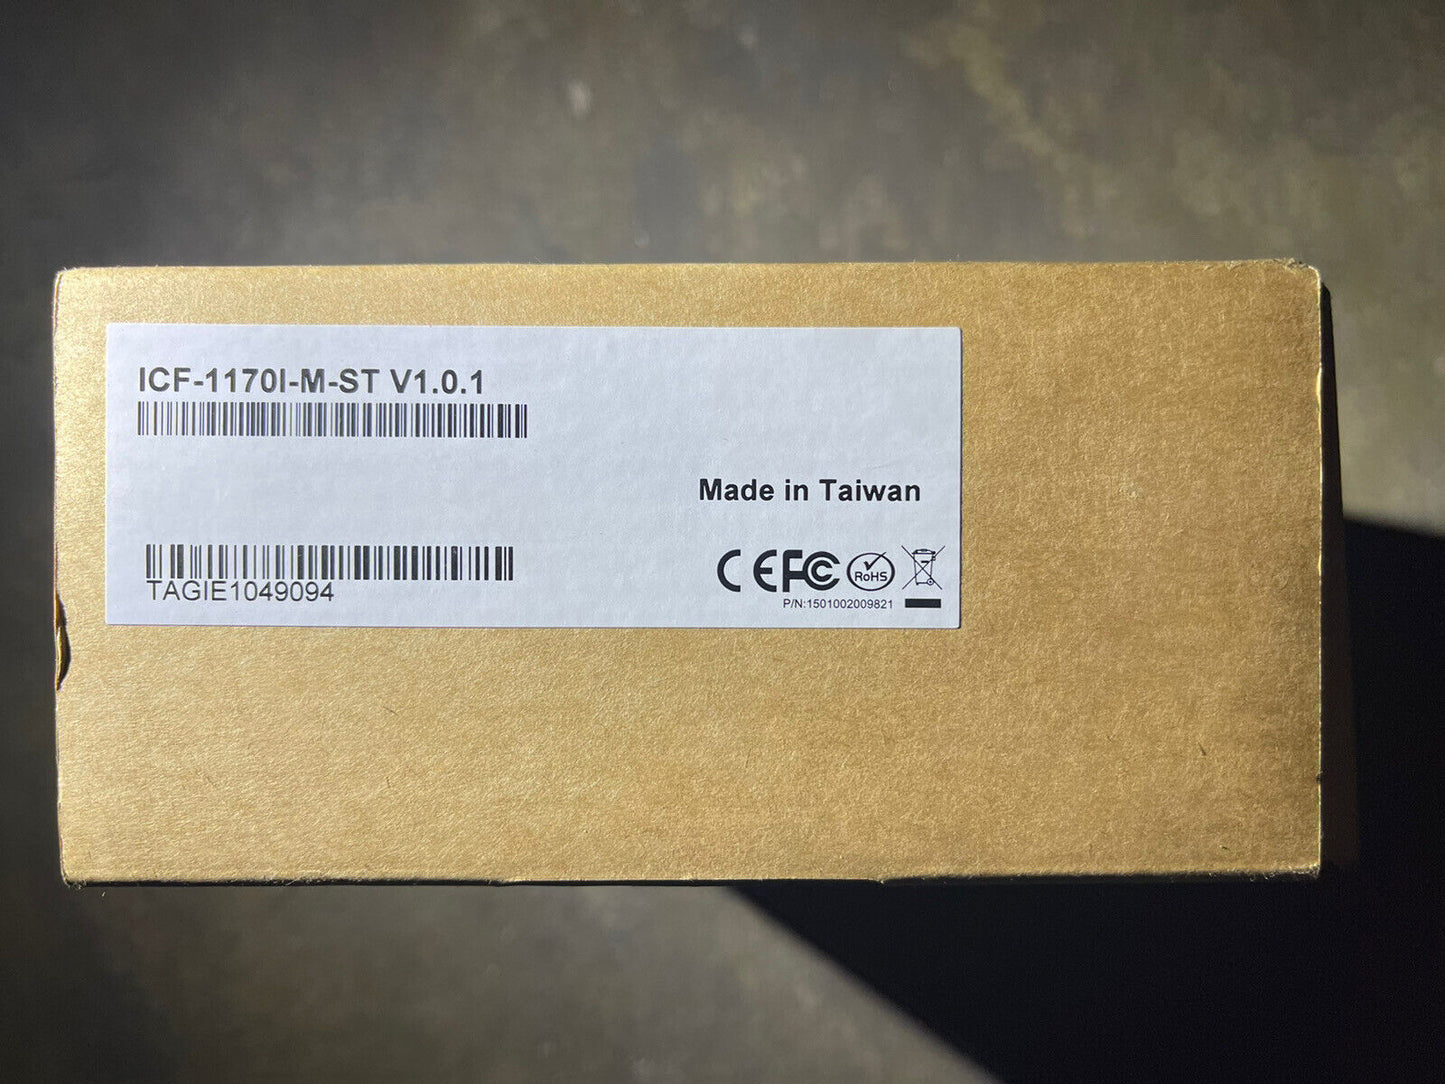 ICF-1170I-M-ST V1.0.1
Made in Taiwan
TAGIE1049094
CE FC RoHS
P/N:1501002009821